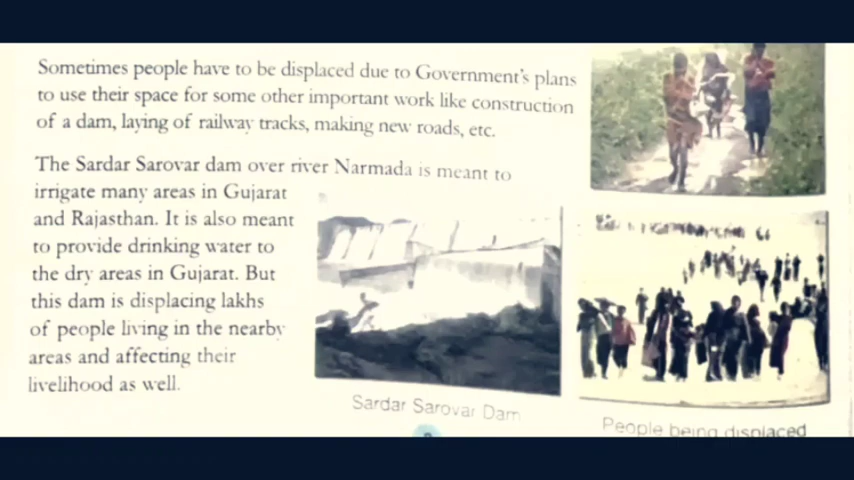 Sometimes people have to be displaced due to Government's plans
to use their space for some other important work like construction
of a dam, laying of railway tracks, making new roads, etc.
The Sardar Sarovar dam over river Narmada is meant to
irrigate many areas in Gujarat
and Rajasthan. It is also meant
to provide drinking water to
the dry areas in Gujarat. But
this dam is displacing lakhs
of people living in the nearby
areas and affecting their
livelihood as well.
Sardar Sarovar Dam
People being displaced